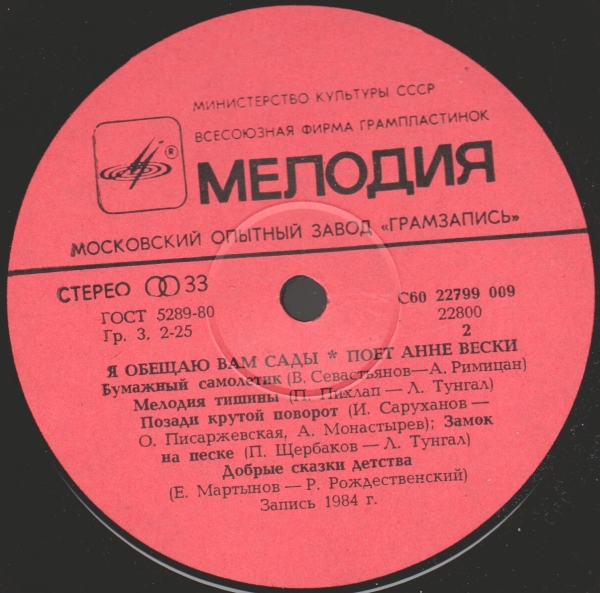 МИНИСТЕРСТВО КУЛЬТУРЫ СССР
ВСЕСОЮЗНАЯ ФИРМА ГРАМПЛАСТИНОК
®
МЕЛОДИЯ
МОСКОВСКИЙ ОПЫТНЫЙ ЗАВОД «ГРАМЗАПИСЬ»
СТЕРЕО 33
ГОСТ 5289-80
Гр. 3. 2-25
С60 22799 009
22800
2
Я ОБЕЩАЮ ВАМ САДЫ * ПОЕТ АННЕ ВЕСКИ
Бумажный самолетик (В. Севастьянов—А. Римицан)
Мелодия тишины (П. Пихлап — Л. Тунгал)
Позади крутой поворот (И. Саруханов —
О. Писаржевская, А. Монастырев); Замок
на песке (П. Щербаков — Л. Тунгал)
Добрые сказки детства
(Е. Мартынов — Р. Рождественский)
Запись 1984 г.